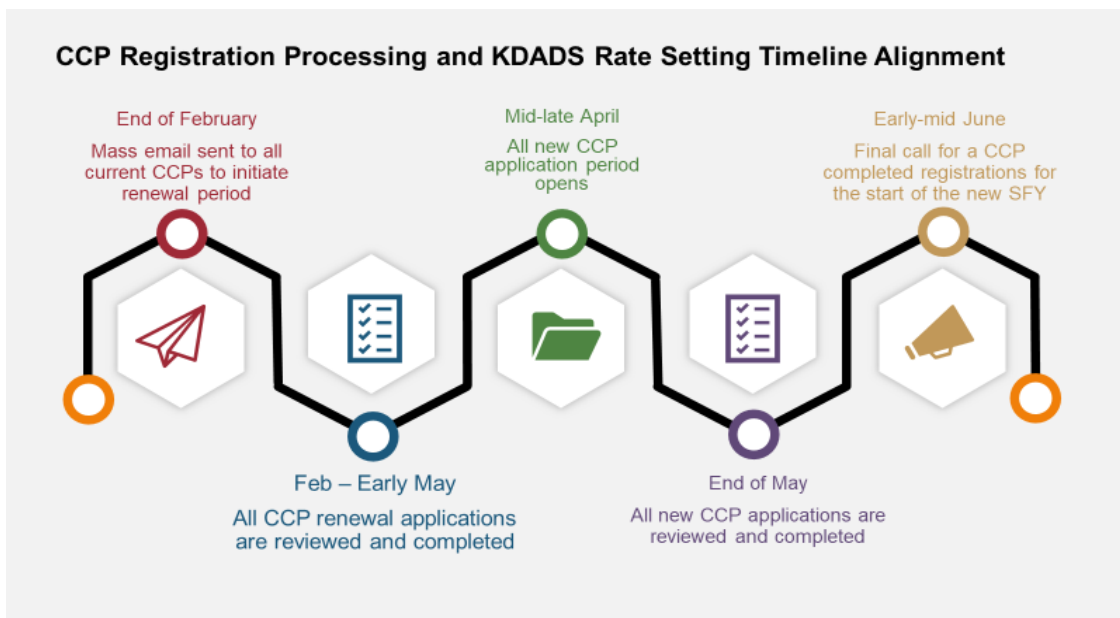 CCP Registration Processing and KDADS Rate Setting Timeline Alignment
End of February
Mass email sent to all
current CCPs to initiate
renewal period
Feb – Early May
All CCP renewal applications
are reviewed and completed
Mid-late April
All new CCP
application period
opens
End of May
All new CCP applications are
reviewed and completed
Early-mid June
Final call for a CCP
completed registrations for
the start of the new SFY